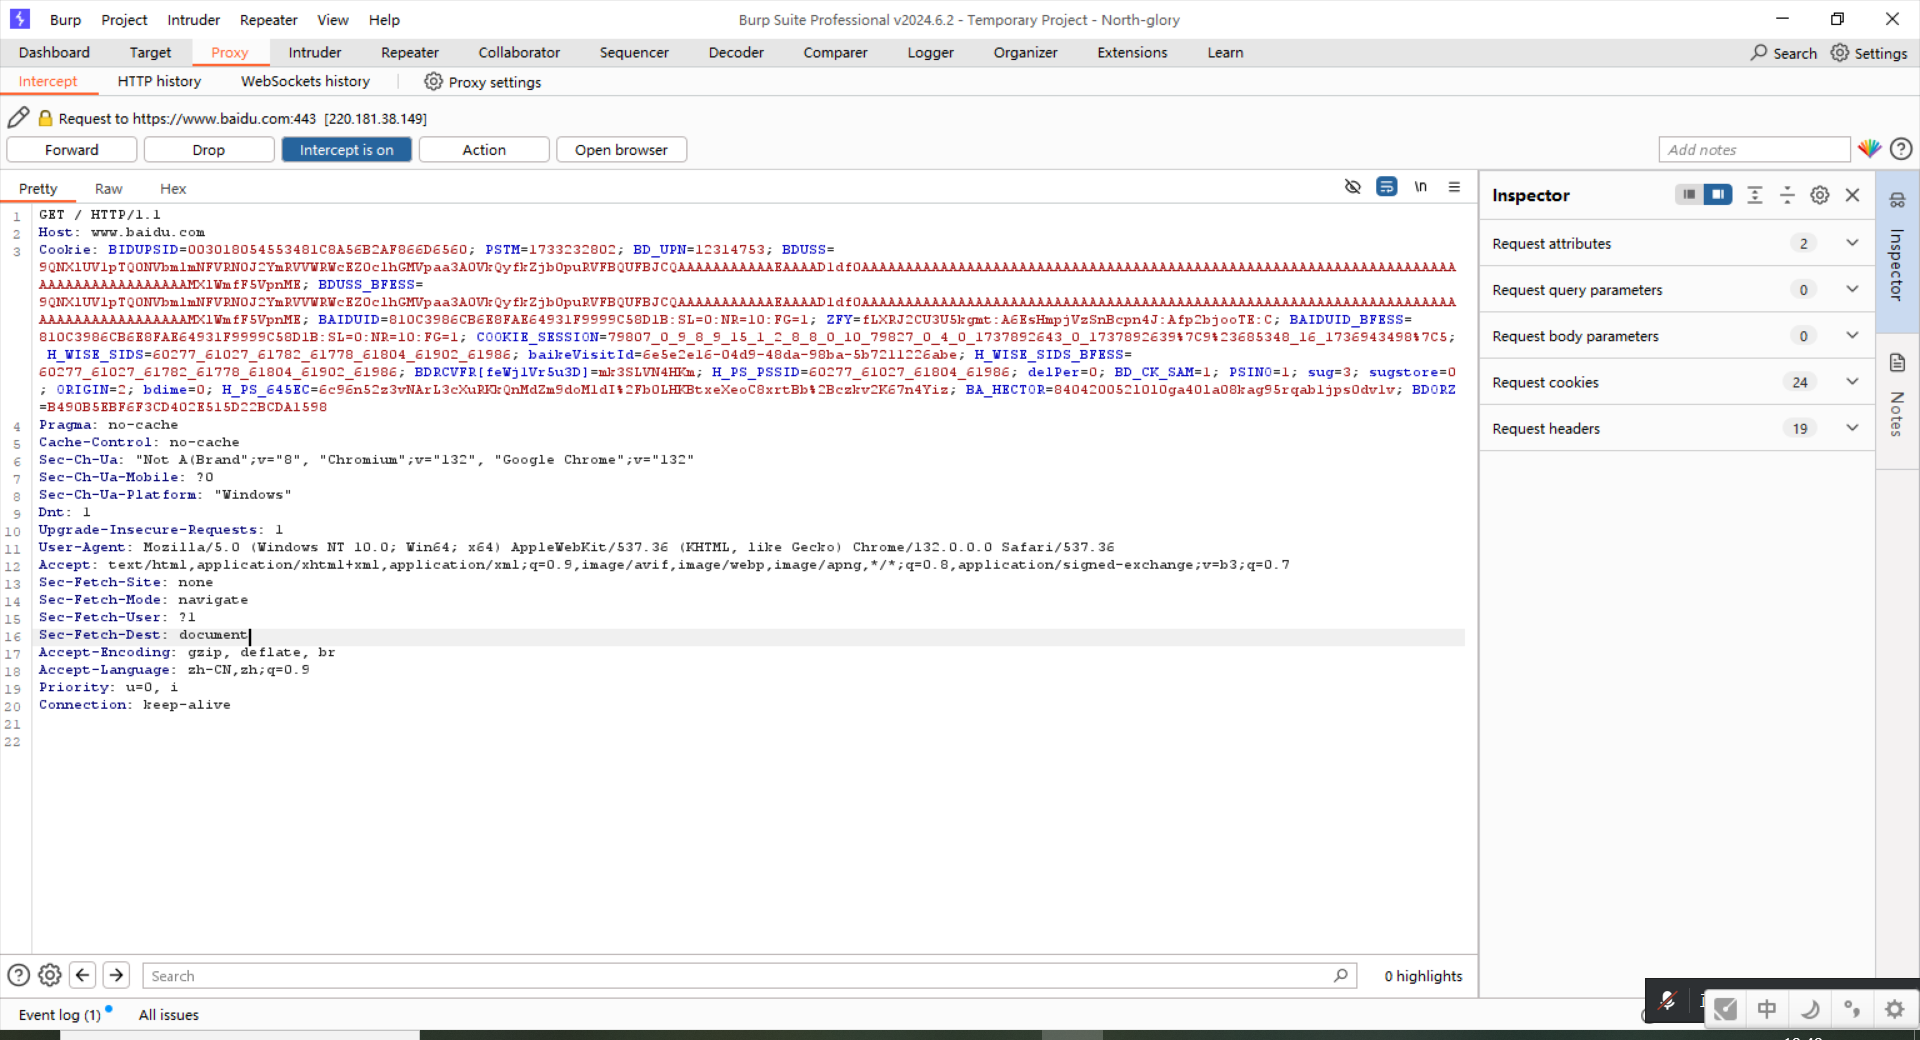 Burp Project Intruder Repeater View Help
Burp Suite Professional v2024.6.2 - Temporary Project - North-glory
Dashboard Target Proxy Intruder Repeater Collaborator Sequencer Decoder Comparer Logger Organizer Extensions Learn
Search Settings
Intercept HTTP history WebSockets history Proxy settings
Request to https://www.baidu.com:443 [220.181.38.149]
Forward Drop Intercept is on Action Open browser
Add notes
Pretty Raw Hex
\n
1 GET / HTTP/1.1
2 Host: www.baidu.com
3 Cookie: BIDUPSID=003018054553481C8A56B2AF866D6560; PSTM=1733232802; BD_UPN=12314753; BDUSS=
BDUSS_BFESS=
BAIDUID=810C3986CB6E8FAE64931F9999C58D1B:SL=0:NR=10:FG=1; ZFY=fLXRJ2CU3U5kgmt:A6EsHmpjVzSnBcpn4J:Afp2bjooTE:C; BAIDUID_BFESS=
810C3986CB6E8FAE64931F9999C58D1B:SL=0:NR=10:FG=1; COOKIE_SESSION=79807_0_9_8_9_15_1_2_8_8_0_10_79827_0_4_0_1737892643_0_1737892639%7C9%23685348_16_1736943498%7C5;
H_WISE_SIDS=60277_61027_61782_61778_61804_61902_61986; baikeVisitId=6e5e2e16-04d9-48da-98ba-5b7211226abe; H_WISE_SIDS_BFESS=
60277_61027_61782_61778_61804_61902_61986; BDRCVFR[feWj1Vr5u3D]=mk3SLVN4HKm; H_PS_PSSID=60277_61027_61804_61986; delPer=0; BD_CK_SAM=1; PSINO=1; sug=3; sugstore=0
; ORIGIN=2; bdime=0; H_PS_645EC=6c96n52z3vNArL3cXuRKkQnMdZm9doM1dI%2Fb0LHKBtxeXeoC8xrtBb%2Bczkv2K67n4Yiz; BA_HECTOR=8404200521010ga401a08kag95rqab1jps0dv1v; BDORZ
=B490B5EBF6F3CD402E515D22BCDA1598
4 Pragma: no-cache
5 Cache-Control: no-cache
6 Sec-Ch-Ua: "Not A(Brand";v="8", "Chromium";v="132", "Google Chrome";v="132"
7 Sec-Ch-Ua-Mobile: ?0
8 Sec-Ch-Ua-Platform: "Windows"
9 Dnt: 1
10 Upgrade-Insecure-Requests: 1
11 User-Agent: Mozilla/5.0 (Windows NT 10.0; Win64; x64) AppleWebKit/537.36 (KHTML, like Gecko) Chrome/132.0.0.0 Safari/537.36
12 Accept: text/html,application/xhtml+xml,application/xml;q=0.9,image/avif,image/webp,image/apng,*/*;q=0.8,application/signed-exchange;v=b3;q=0.7
13 Sec-Fetch-Site: none
14 Sec-Fetch-Mode: navigate
15 Sec-Fetch-User: ?1
16 Sec-Fetch-Dest: document
17 Accept-Encoding: gzip, deflate, br
18 Accept-Language: zh-CN,zh;q=0.9
19 Priority: u=0, i
20 Connection: keep-alive
21
22
Inspector
Request attributes 2
Request query parameters 0
Request body parameters 0
Request cookies 24
Request headers 19
Inspector
Notes
Search
0 highlights
Event log (1) All issues
中